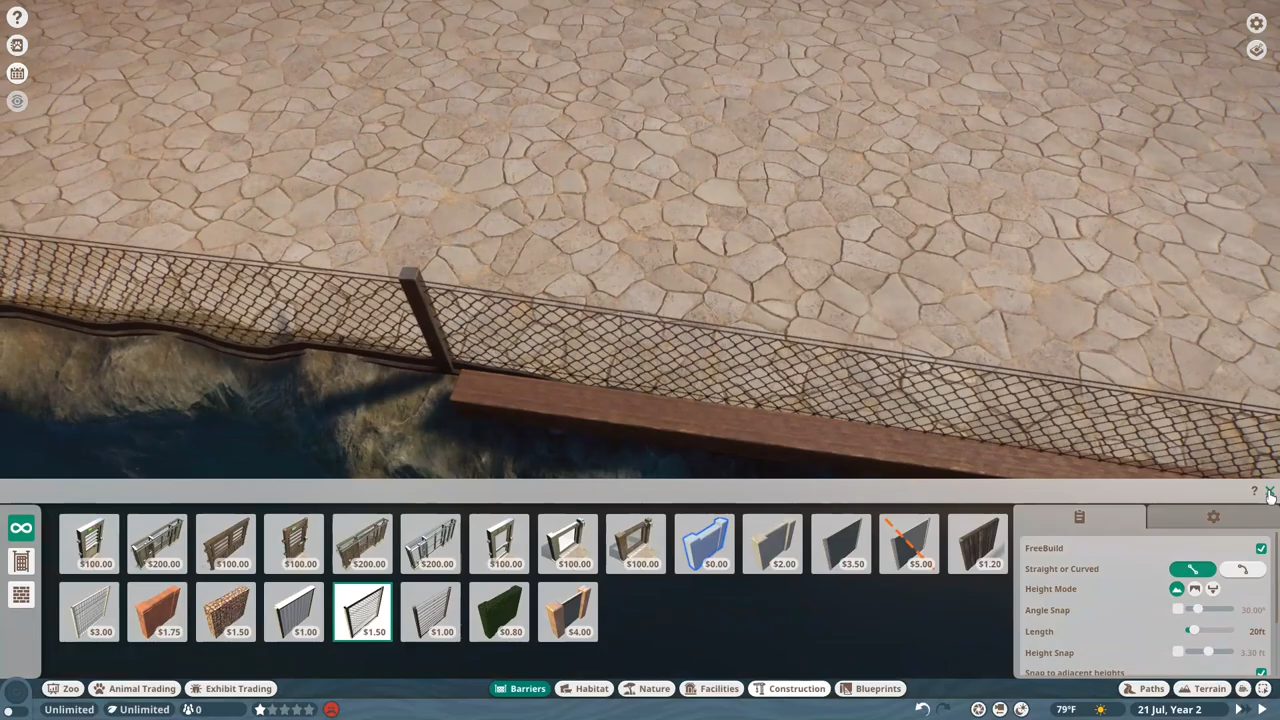 ?
?
$100.00 $200.00 $100.00 $100.00 $200.00 $200.00 $100.00 $100.00 $100.00 $0.00 $2.00 $3.50 $5.00 $1.20
$3.00 $1.75 $1.50 $1.00 $1.50 $1.00 $0.80 $4.00
FreeBuild
Straight or Curved
Height Mode
Angle Snap 30.00°
Length 20ft
Height Snap 3.30 ft
Snap to adjacent heights
Zoo Animal Trading Exhibit Trading Barriers Habitat Nature Facilities Construction Blueprints Paths Terrain
Unlimited Unlimited 0 79°F 21 Jul, Year 2